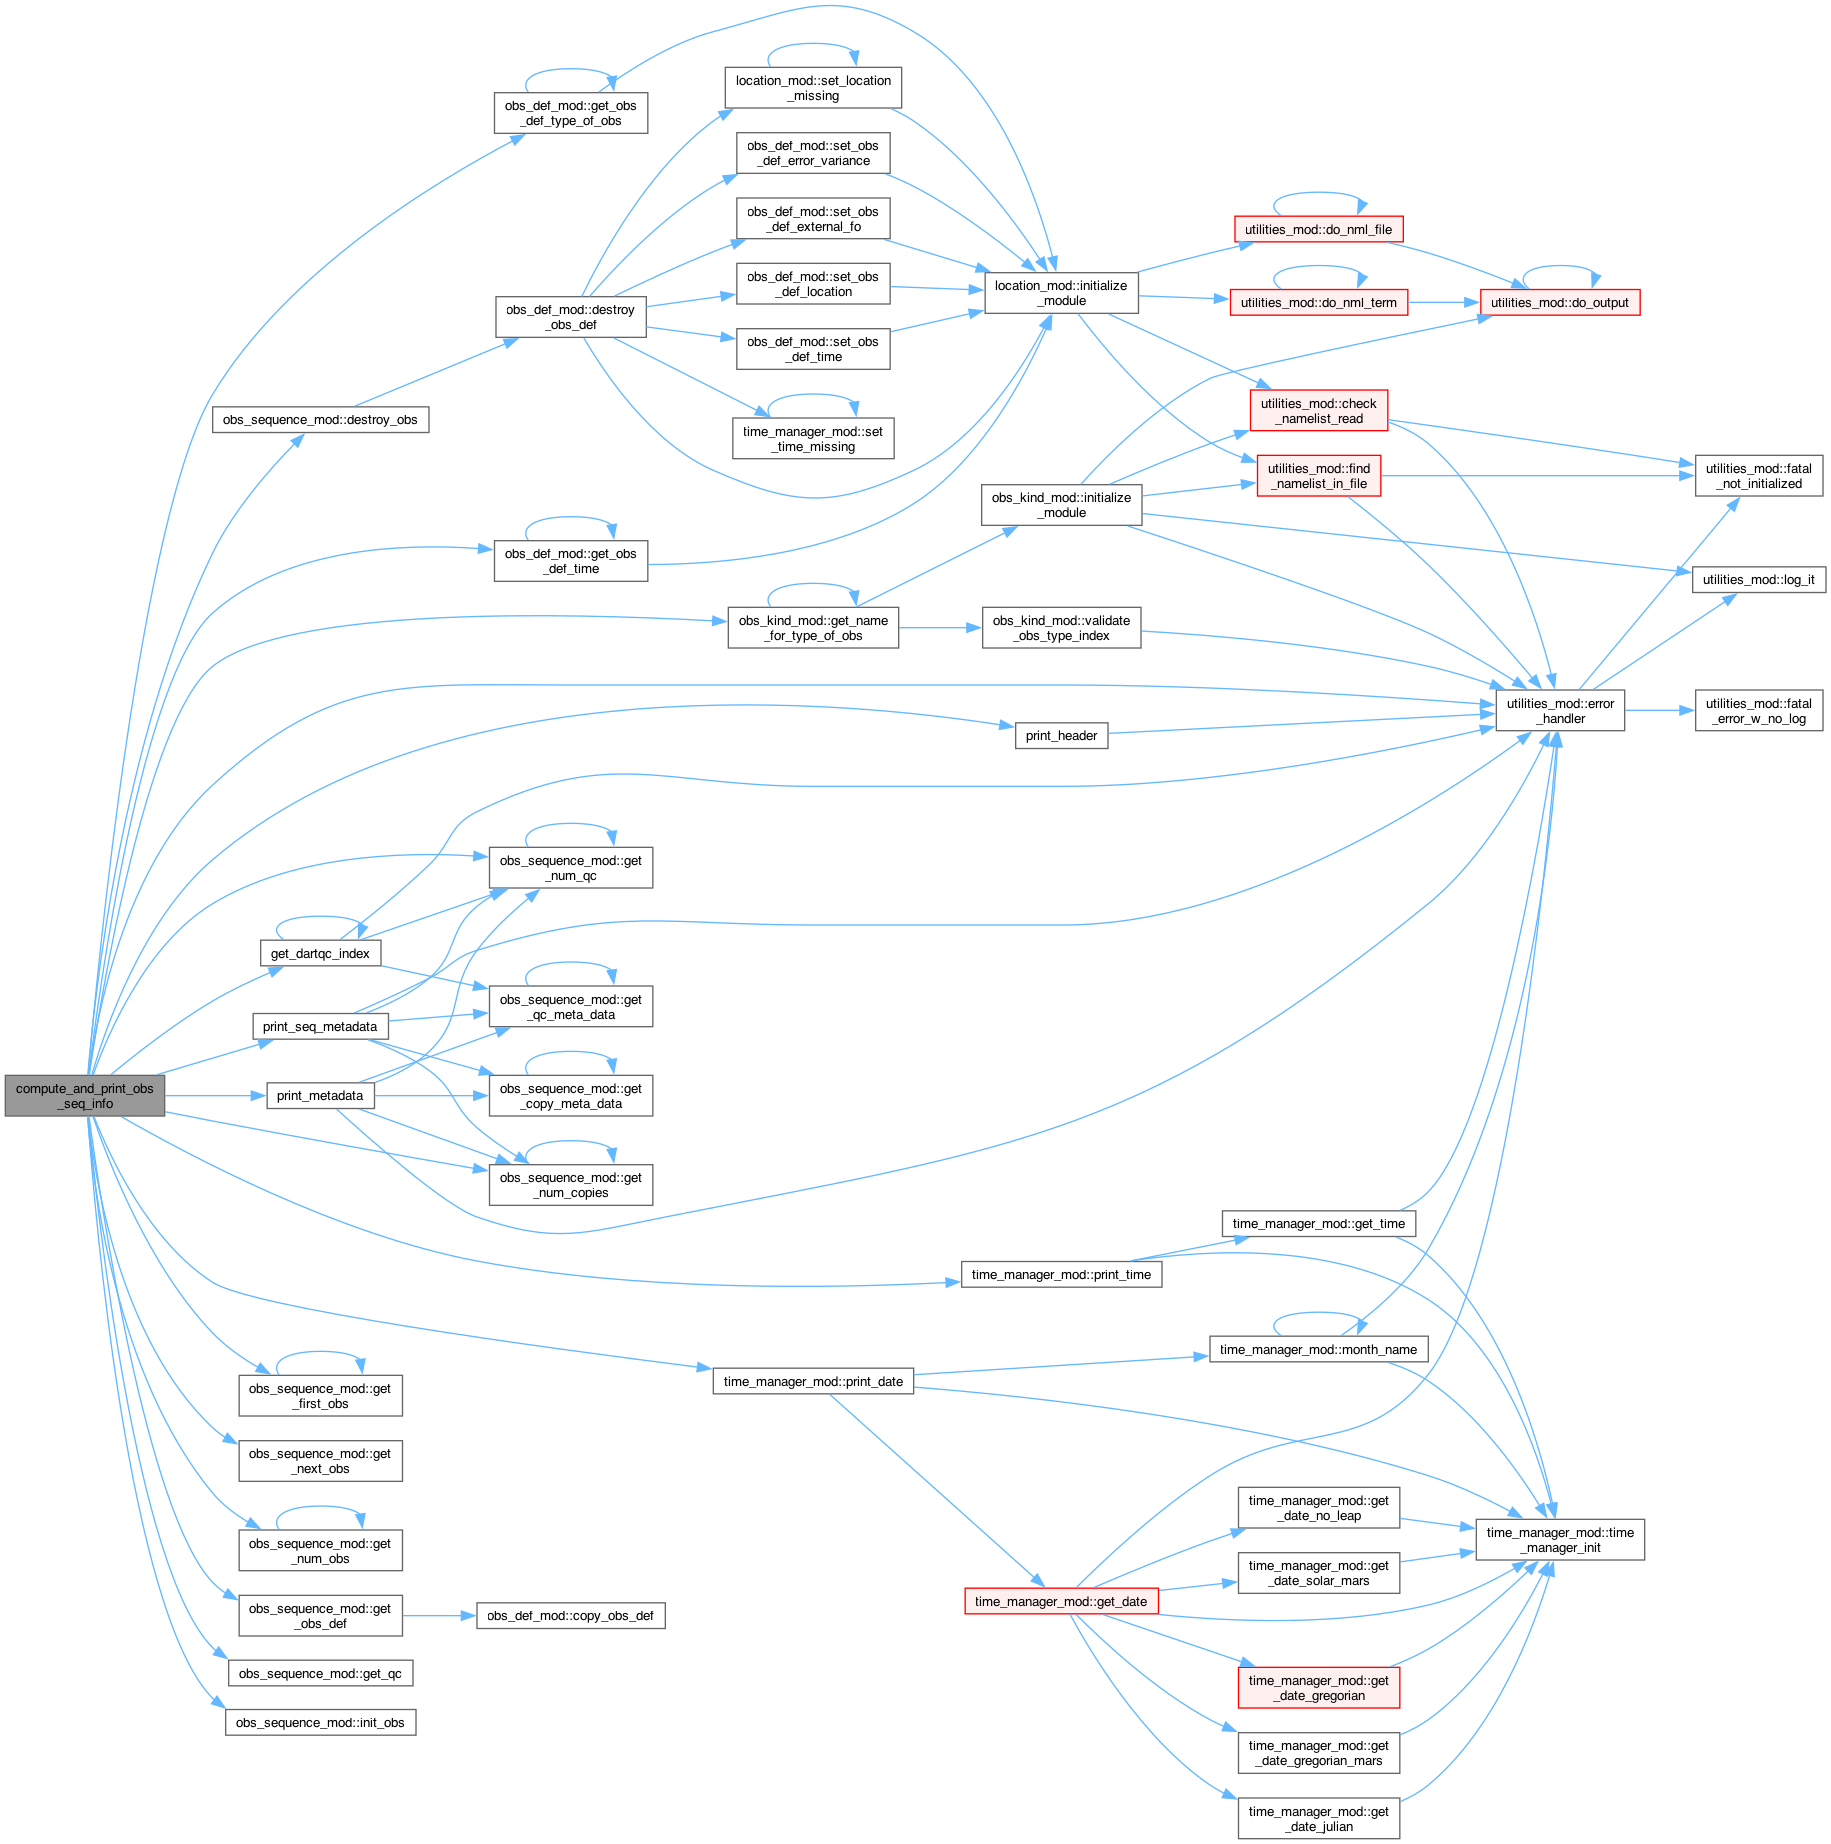 compute_and_print_obs
_seq_info
obs_def_mod::get_obs
_def_type_of_obs
obs_sequence_mod::destroy_obs
obs_def_mod::destroy
_obs_def
location_mod::set_location
_missing
obs_def_mod::set_obs
_def_error_variance
obs_def_mod::set_obs
_def_external_fo
obs_def_mod::set_obs
_def_location
obs_def_mod::set_obs
_def_time
time_manager_mod::set
_time_missing
location_mod::initialize
_module
utilities_mod::do_nml_file
utilities_mod::do_nml_term
utilities_mod::do_output
utilities_mod::check
_namelist_read
utilities_mod::find
_namelist_in_file
utilities_mod::fatal
_not_initialized
obs_kind_mod::initialize
_module
obs_def_mod::get_obs
_def_time
utilities_mod::log_it
obs_kind_mod::get_name
_for_type_of_obs
obs_kind_mod::validate
_obs_type_index
utilities_mod::error
_handler
utilities_mod::fatal
_error_w_no_log
print_header
obs_sequence_mod::get
_num_qc
get_dartqc_index
obs_sequence_mod::get
_qc_meta_data
print_seq_metadata
print_metadata
obs_sequence_mod::get
_copy_meta_data
obs_sequence_mod::get
_num_copies
time_manager_mod::get_time
time_manager_mod::print_time
time_manager_mod::month_name
time_manager_mod::print_date
obs_sequence_mod::get
_first_obs
obs_sequence_mod::get
_next_obs
obs_sequence_mod::get
_num_obs
obs_sequence_mod::get
_obs_def
obs_def_mod::copy_obs_def
obs_sequence_mod::get_qc
obs_sequence_mod::init_obs
time_manager_mod::get_date
time_manager_mod::get
_date_no_leap
time_manager_mod::get
_date_solar_mars
time_manager_mod::time
_manager_init
time_manager_mod::get
_date_gregorian
time_manager_mod::get
_date_gregorian_mars
time_manager_mod::get
_date_julian